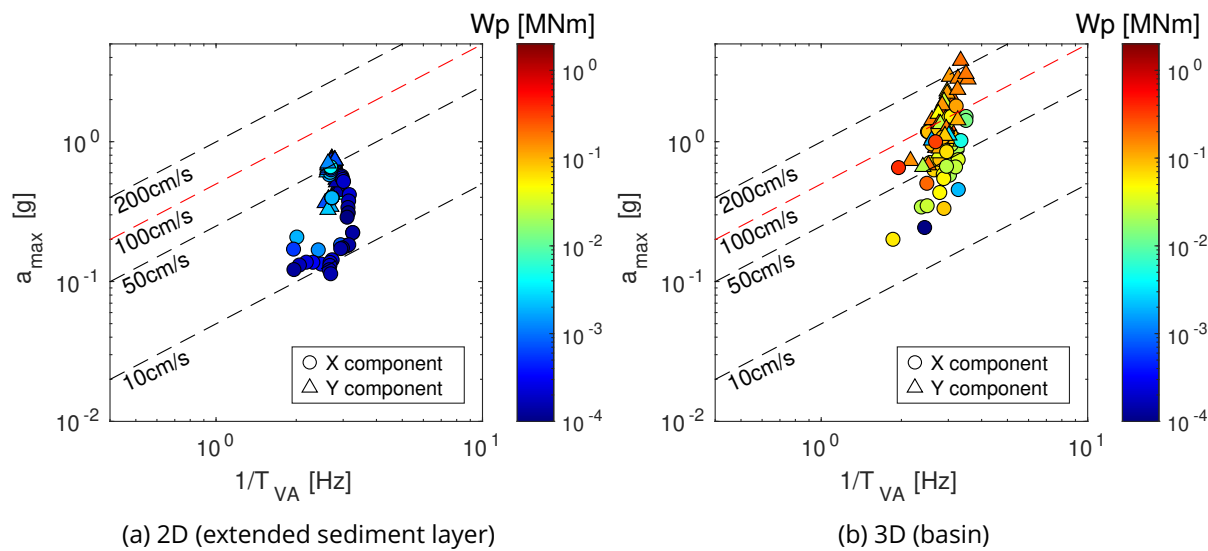 Wp [MNm]
Wp [MNm]
10^0
10^-1
10^-2
10^-3
10^-4
10^0
10^-1
10^-2
a_max [g]
200cm/s
100cm/s
50cm/s
10cm/s
X component
Y component
10^0
10^1
1/T_VA [Hz]
(a) 2D (extended sediment layer)
10^0
10^-1
10^-2
10^-3
10^-4
10^0
10^-1
10^-2
a_max [g]
200cm/s
100cm/s
50cm/s
10cm/s
X component
Y component
10^0
10^1
1/T_VA [Hz]
(b) 3D (basin)